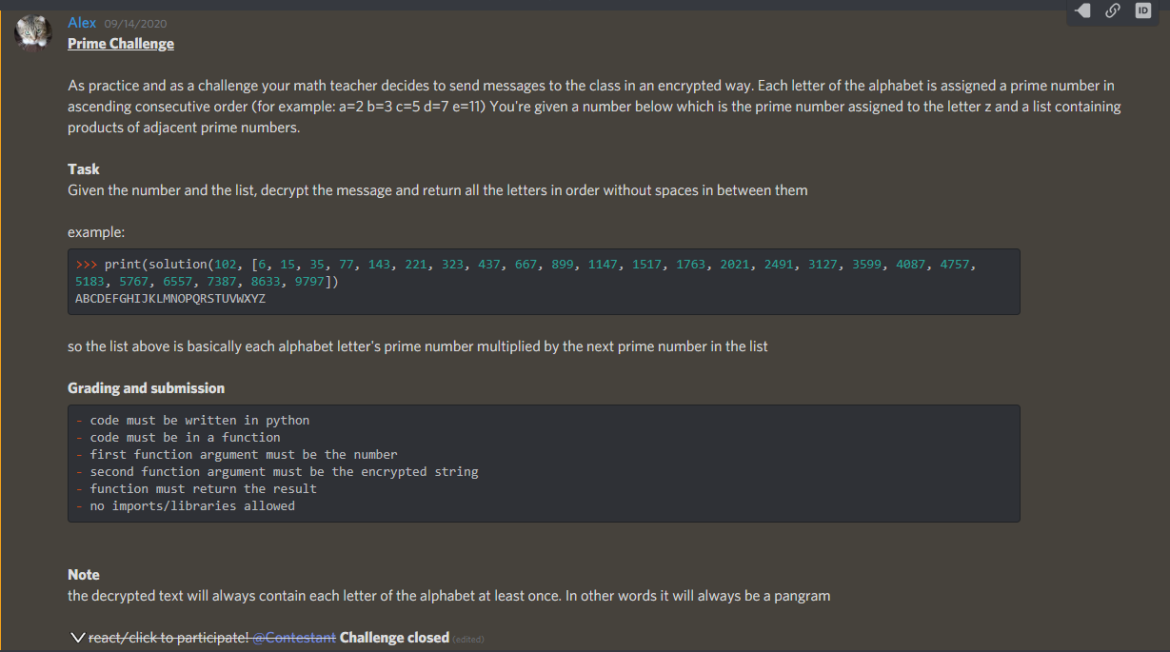 Alex 09/14/2020
ID
Prime Challenge
As practice and as a challenge your math teacher decides to send messages to the class in an encrypted way. Each letter of the alphabet is assigned a prime number in
ascending consecutive order (for example: a=2 b=3 c=5 d=7 e=11) You're given a number below which is the prime number assigned to the letter z and a list containing
products of adjacent prime numbers.
Task
Given the number and the list, decrypt the message and return all the letters in order without spaces in between them
example:
>>> print(solution(102, [6, 15, 35, 77, 143, 221, 323, 437, 667, 899, 1147, 1517, 1763, 2021, 2491, 3127, 3599, 4087, 4757,
5183, 5767, 6557, 7387, 8633, 9797])
ABCDEFGHIJKLMNOPQRSTUVWXYZ
so the list above is basically each alphabet letter's prime number multiplied by the next prime number in the list
Grading and submission
- code must be written in python
- code must be in a function
- first function argument must be the number
- second function argument must be the encrypted string
- function must return the result
- no imports/libraries allowed
Note
the decrypted text will always contain each letter of the alphabet at least once. In other words it will always be a pangram
react/click to participate! @Contestant Challenge closed (edited)